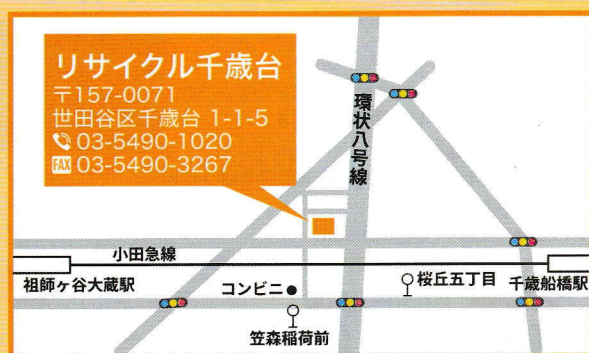 リサイクル千歳台
〒157-0071
世田谷区千歳台 1-1-5
03-5490-1020
FAX 03-5490-3267
環状八号線
小田急線
祖師ヶ谷大蔵駅
コンビニ
桜丘五丁目
千歳船橋駅
笠森稲荷前